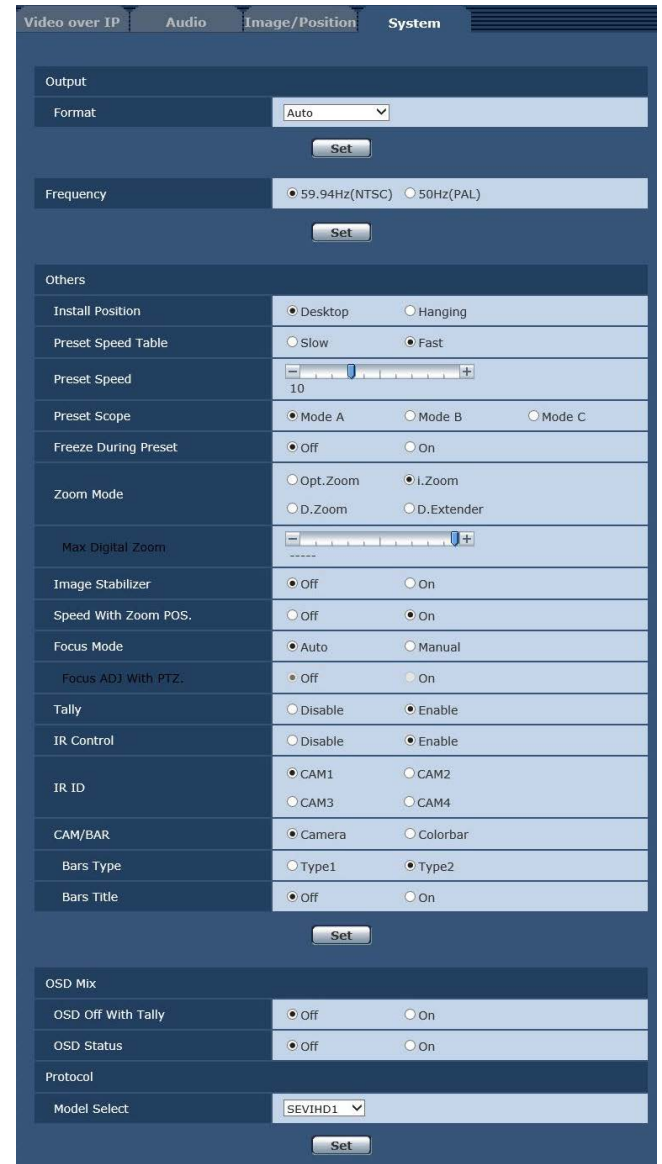 Video over IP Audio Image/Position System
Output
Format Auto
Set
Frequency 59.94Hz(NTSC) 50Hz(PAL)
Set
Others
Install Position Desktop Hanging
Preset Speed Table Slow Fast
Preset Speed
10
Preset Scope Mode A Mode B Mode C
Freeze During Preset Off On
Zoom Mode Opt.Zoom i.Zoom
D.Zoom D.Extender
Max Digital Zoom
-----
Image Stabilizer Off On
Speed With Zoom POS. Off On
Focus Mode Auto Manual
Focus ADJ With PTZ. Off On
Tally Disable Enable
IR Control Disable Enable
IR ID CAM1 CAM2
CAM3 CAM4
CAM/BAR Camera Colorbar
Bars Type Type1 Type2
Bars Title Off On
Set
OSD Mix
OSD Off With Tally Off On
OSD Status Off On
Protocol
Model Select SEVIHD1
Set